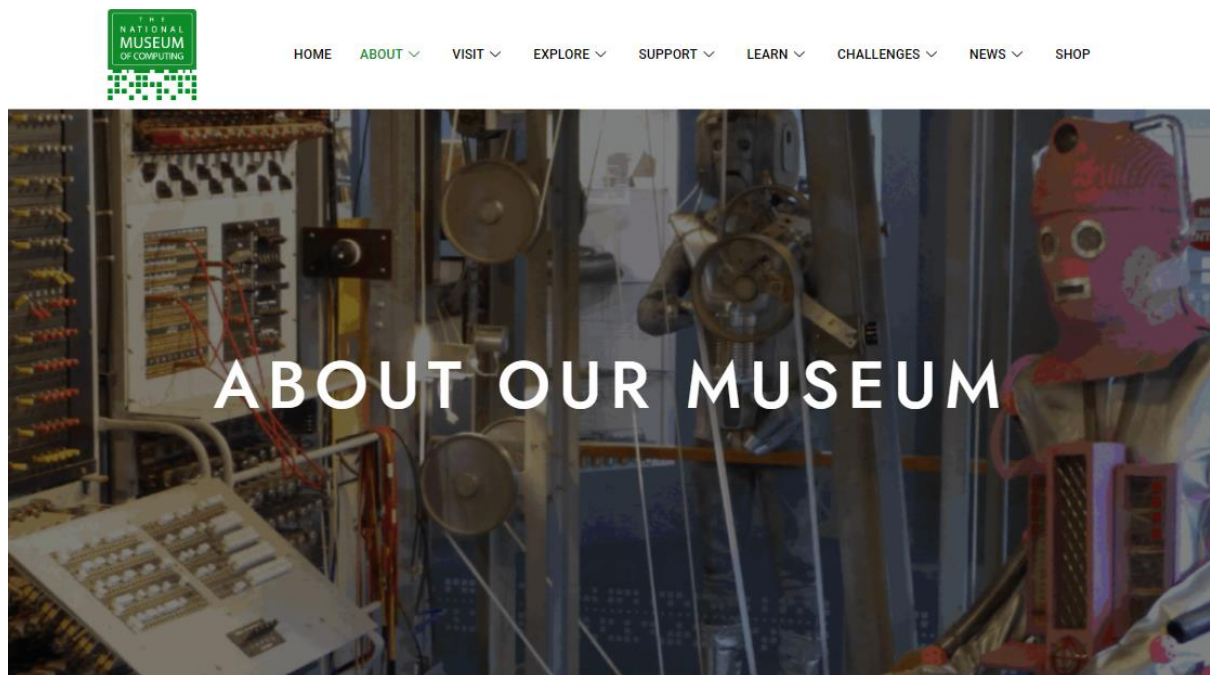 THE
NATIONAL
MUSEUM
OF COMPUTING
HOME ABOUT VISIT EXPLORE SUPPORT LEARN CHALLENGES NEWS SHOP
ABOUT OUR MUSEUM